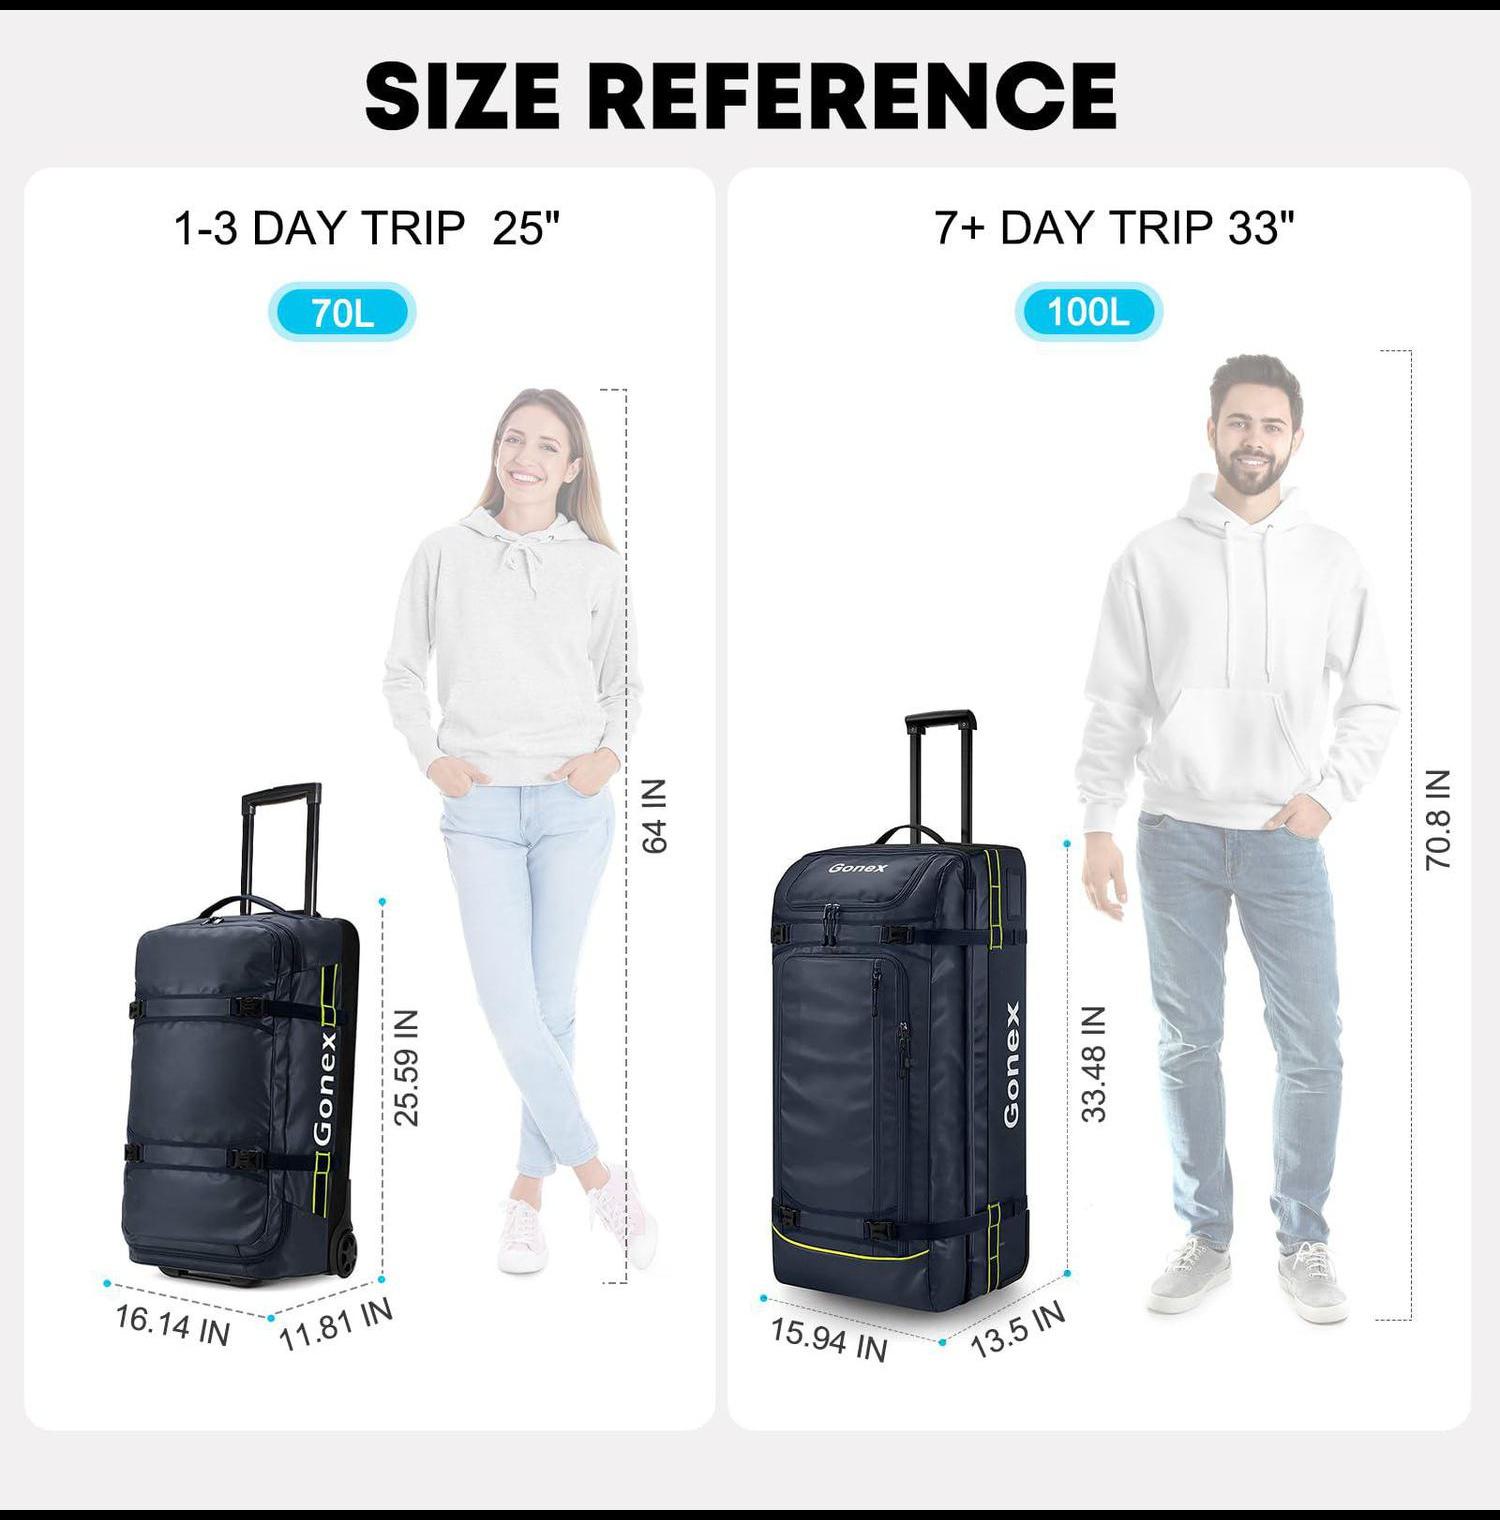 SIZE REFERENCE
1-3 DAY TRIP 25"
70L
64 IN
Gonex
25.59 IN
16.14 IN
11.81 IN
7+ DAY TRIP 33"
100L
70.8 IN
Gonex
Gonex
33.48 IN
15.94 IN
13.5 IN